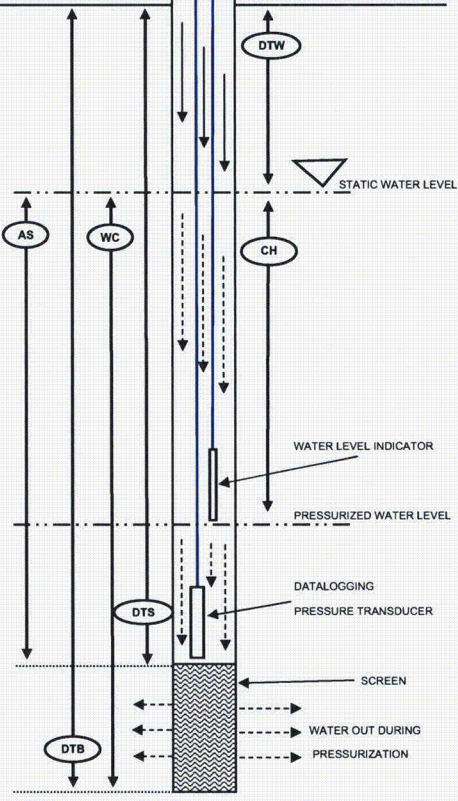 DTW
STATIC WATER LEVEL
AS
WC
CH
WATER LEVEL INDICATOR
PRESSURIZED WATER LEVEL
DATALOGGING
PRESSURE TRANSDUCER
DTS
SCREEN
WATER OUT DURING
PRESSURIZATION
DTB